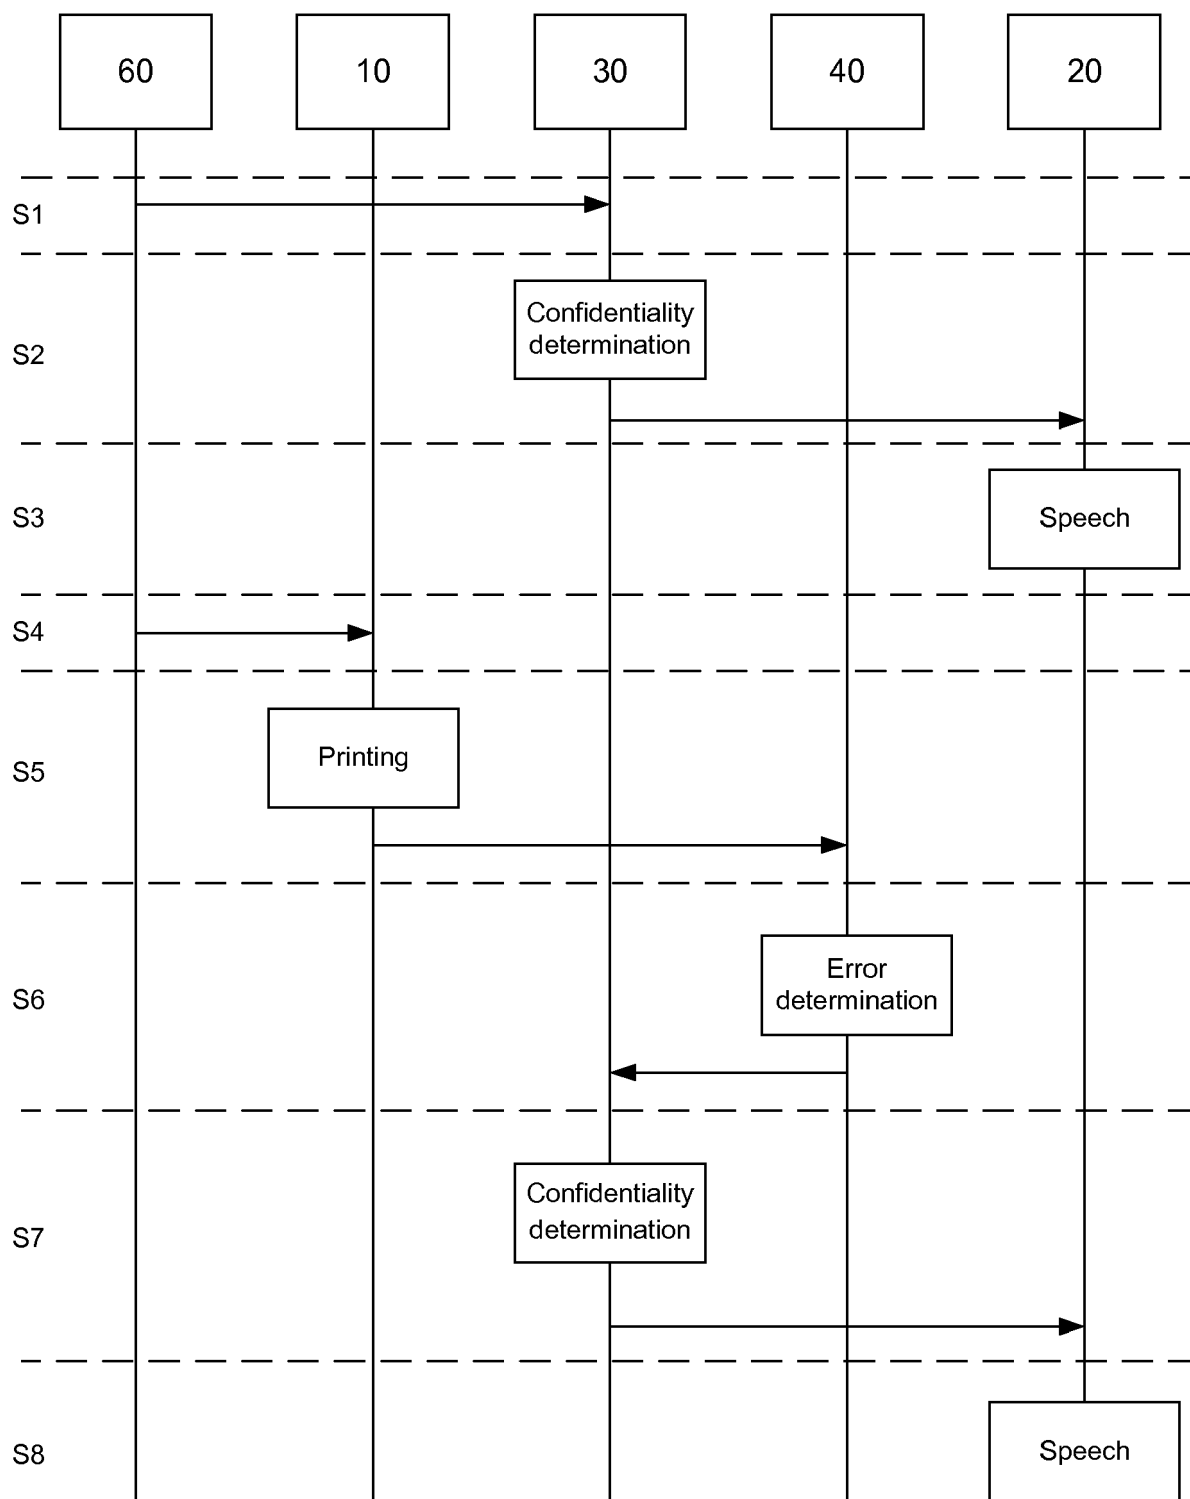 60
10
30
40
20
S1
Confidentiality
determination
S2
S3
Speech
S4
Printing
S5
Error
determination
S6
Confidentiality
determination
S7
S8
Speech